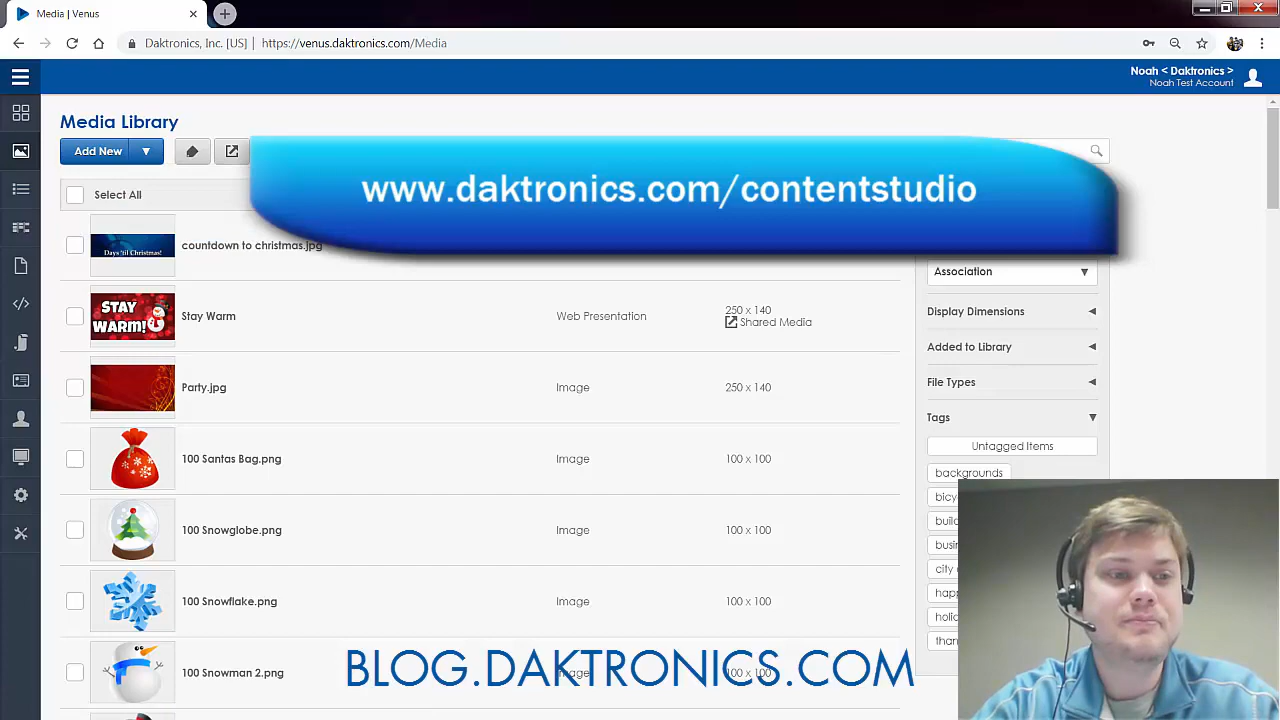 Media | Venus
Daktronics, Inc. [US] | https://venus.daktronics.com/Media
Noah < Daktronics >
Noah Test Account
Media Library
Add New
www.daktronics.com/contentstudio
Select All
Days 'til Christmas!
countdown to christmas.jpg
Association
STAY
WARM!
Stay Warm
Web Presentation
250 x 140
Shared Media
Display Dimensions
Added to Library
Party.jpg
Image
250 x 140
File Types
Tags
Untagged Items
backgrounds
100 Santas Bag.png
Image
100 x 100
100 Snowglobe.png
Image
100 x 100
100 Snowflake.png
Image
100 x 100
100 Snowman 2.png
Image
100 x 100
BLOG.DAKTRONICS.COM